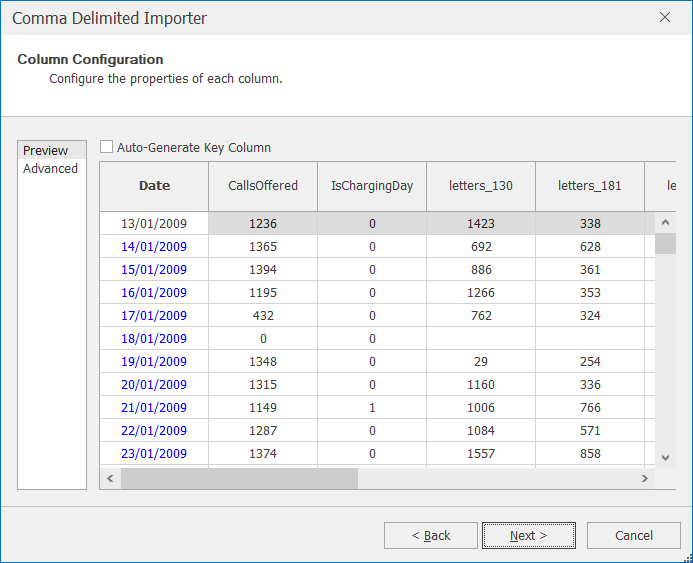 Comma Delimited Importer
Column Configuration
Configure the properties of each column.
Preview
Advanced
Auto-Generate Key Column
Date CallsOffered IsChargingDay letters_130 letters_181 le
13/01/2009 1236 0 1423 338
14/01/2009 1365 0 692 628
15/01/2009 1394 0 886 361
16/01/2009 1195 0 1266 353
17/01/2009 432 0 762 324
18/01/2009 0 0
19/01/2009 1348 0 29 254
20/01/2009 1315 0 1160 336
21/01/2009 1149 1 1006 766
22/01/2009 1287 0 1084 571
23/01/2009 1374 0 1557 858
< Back Next > Cancel